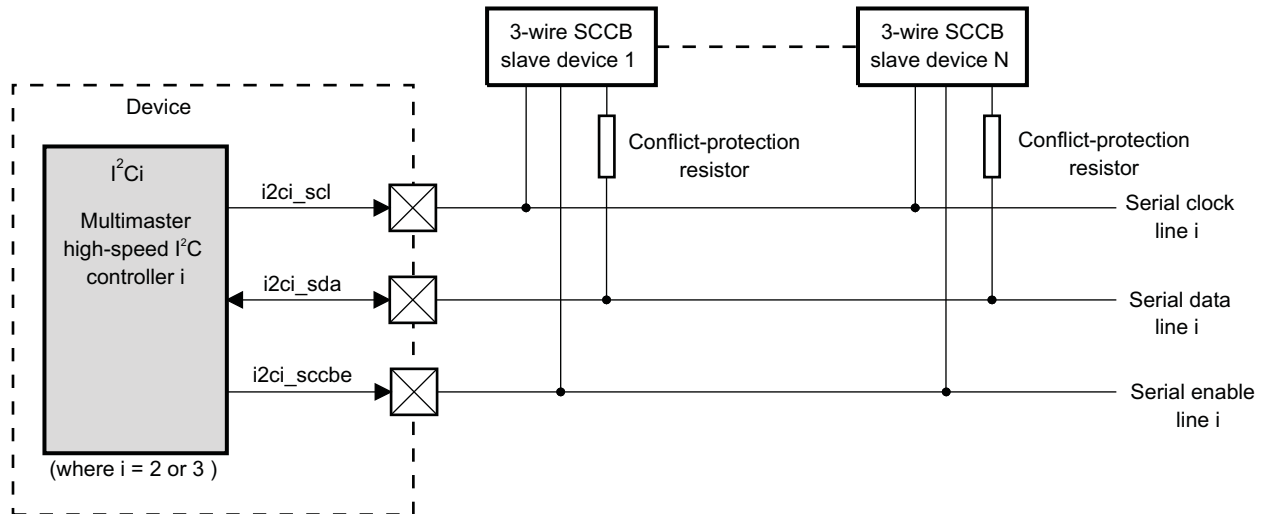 3-wire SCCB
slave device 1
3-wire SCCB
slave device N
Device
Conflict-protection
resistor
Conflict-protection
resistor
I²Ci
Multimaster
high-speed I²C
controller i
i2ci_scl
Serial clock
line i
i2ci_sda
Serial data
line i
i2ci_sccbe
Serial enable
line i
(where i = 2 or 3 )